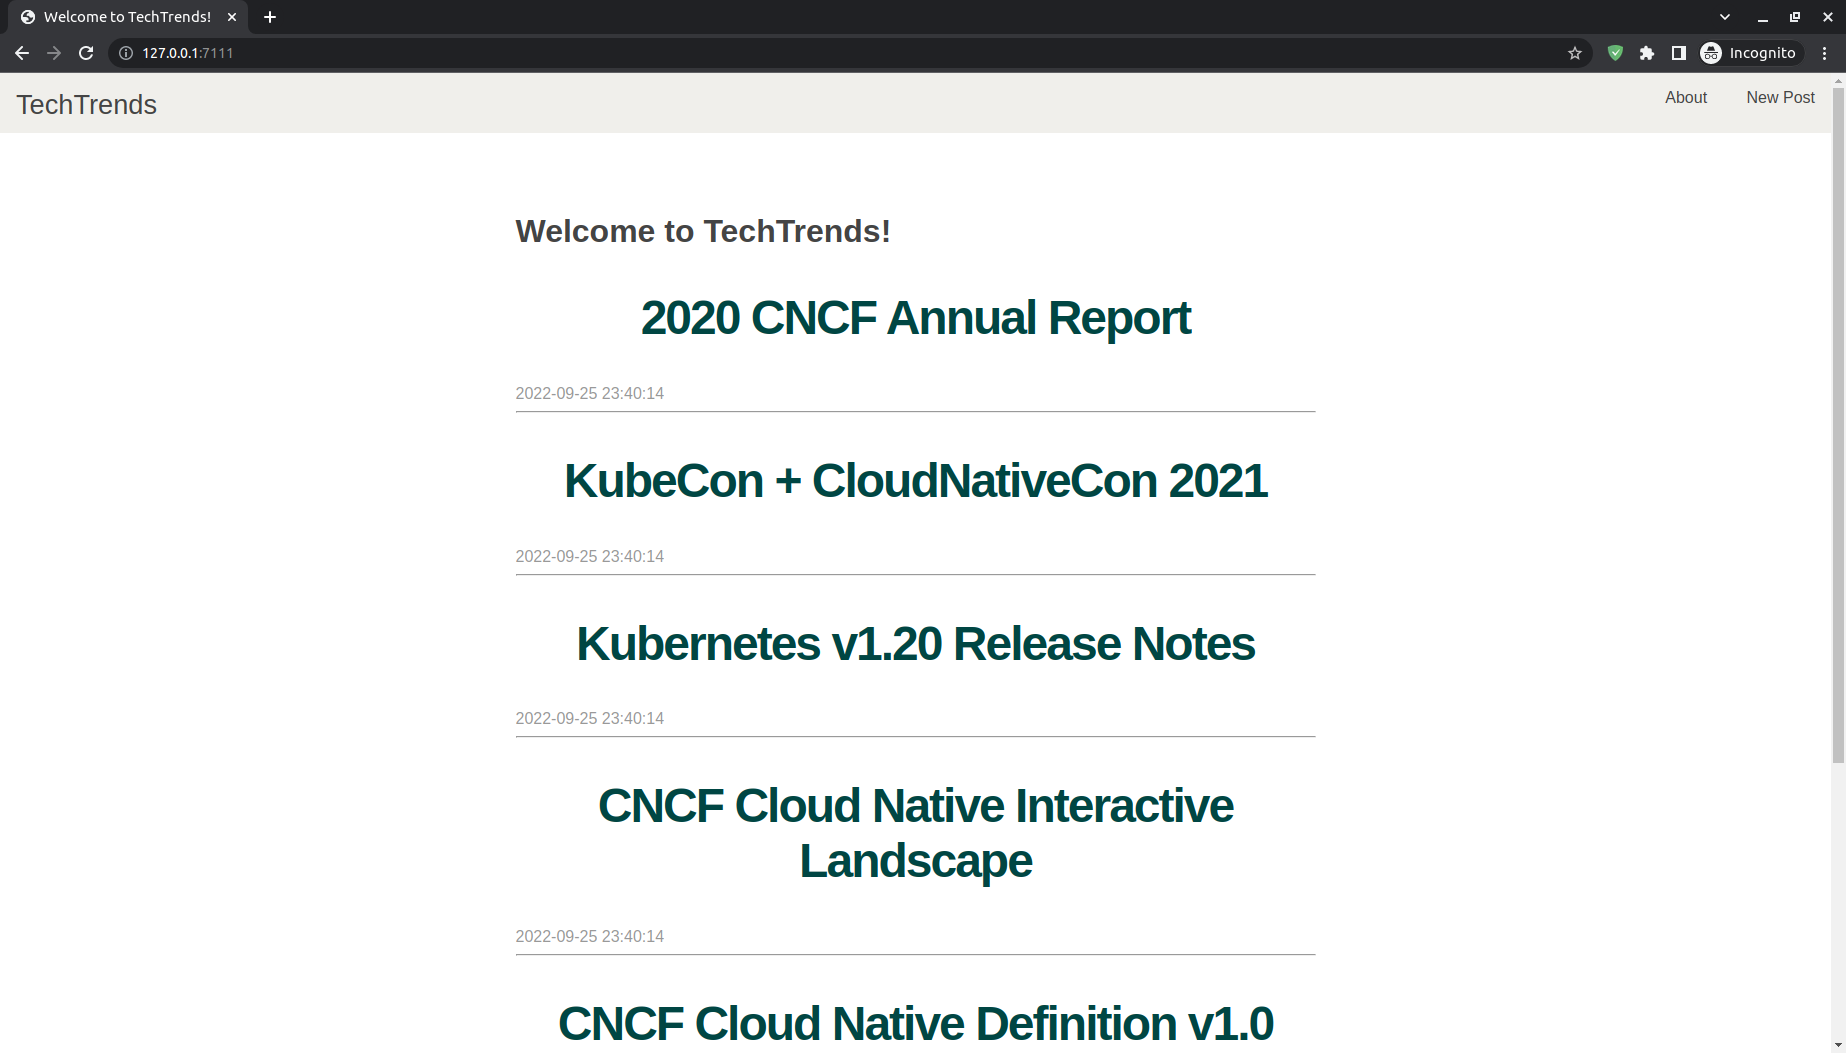 Welcome to TechTrends!
127.0.0.1:7111
Incognito
TechTrends
About
New Post
Welcome to TechTrends!
2020 CNCF Annual Report
2022-09-25 23:40:14
KubeCon + CloudNativeCon 2021
2022-09-25 23:40:14
Kubernetes v1.20 Release Notes
2022-09-25 23:40:14
CNCF Cloud Native Interactive
Landscape
2022-09-25 23:40:14
CNCF Cloud Native Definition v1.0